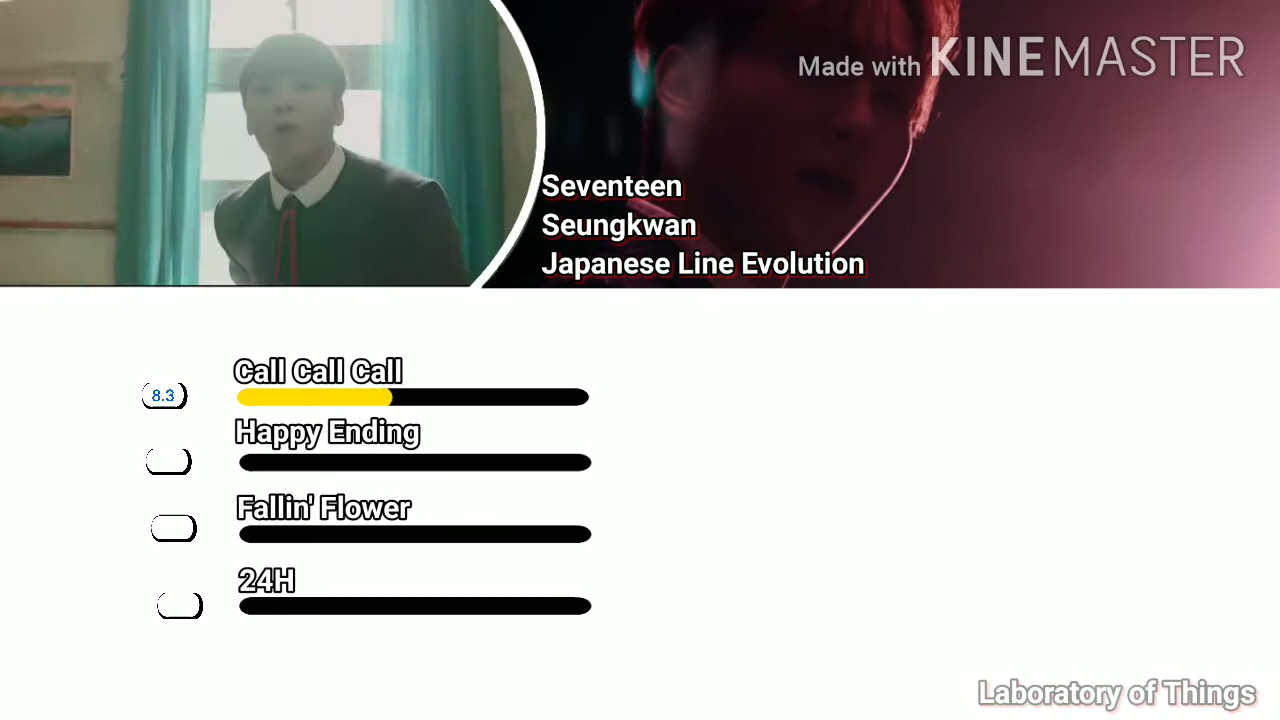 Made with KINEMASTER
Seventeen
Seungkwan
Japanese Line Evolution
Call Call Call
8.3
Happy Ending
Fallin' Flower
24H
Laboratory of Things